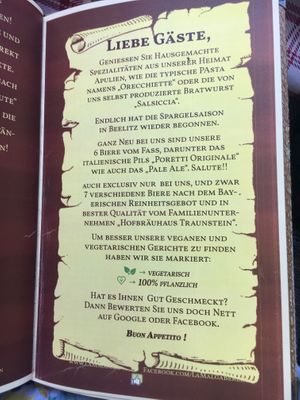 Liebe Gäste,
Geniessen Sie Hausgemachte
Spezialitäten aus unserer Heimat
Apulien, wie die typische Pasta
namens „Orecchiette“ oder die von
uns selbst produzierte Bratwurst
„Salsiccia“.
Endlich hat die Spargelsaison
in Beelitz wieder begonnen.
Ganz Neu bei uns sind unsere
6 Biere vom Fass, darunter das
italienische Pils „Poretti Originale“
wie auch das „Pale Ale“. Salute!!
Auch exclusiv nur bei uns, und zwar
7 verschiedene Biere nach dem Bay-
erischen Reinheitsgebot und in
bester Qualität vom Familienunter-
nehmen „Hofbräuhaus Traunstein“.
Um besser unsere veganen und
vegetarischen Gerichte zu finden
haben wir sie markiert:
→ vegetarisch
→ 100% pflanzlich
Hat es Ihnen Gut Geschmeckt?
Dann Bewerten Sie uns doch Nett
auf Google oder Facebook.
Buon Appetito !